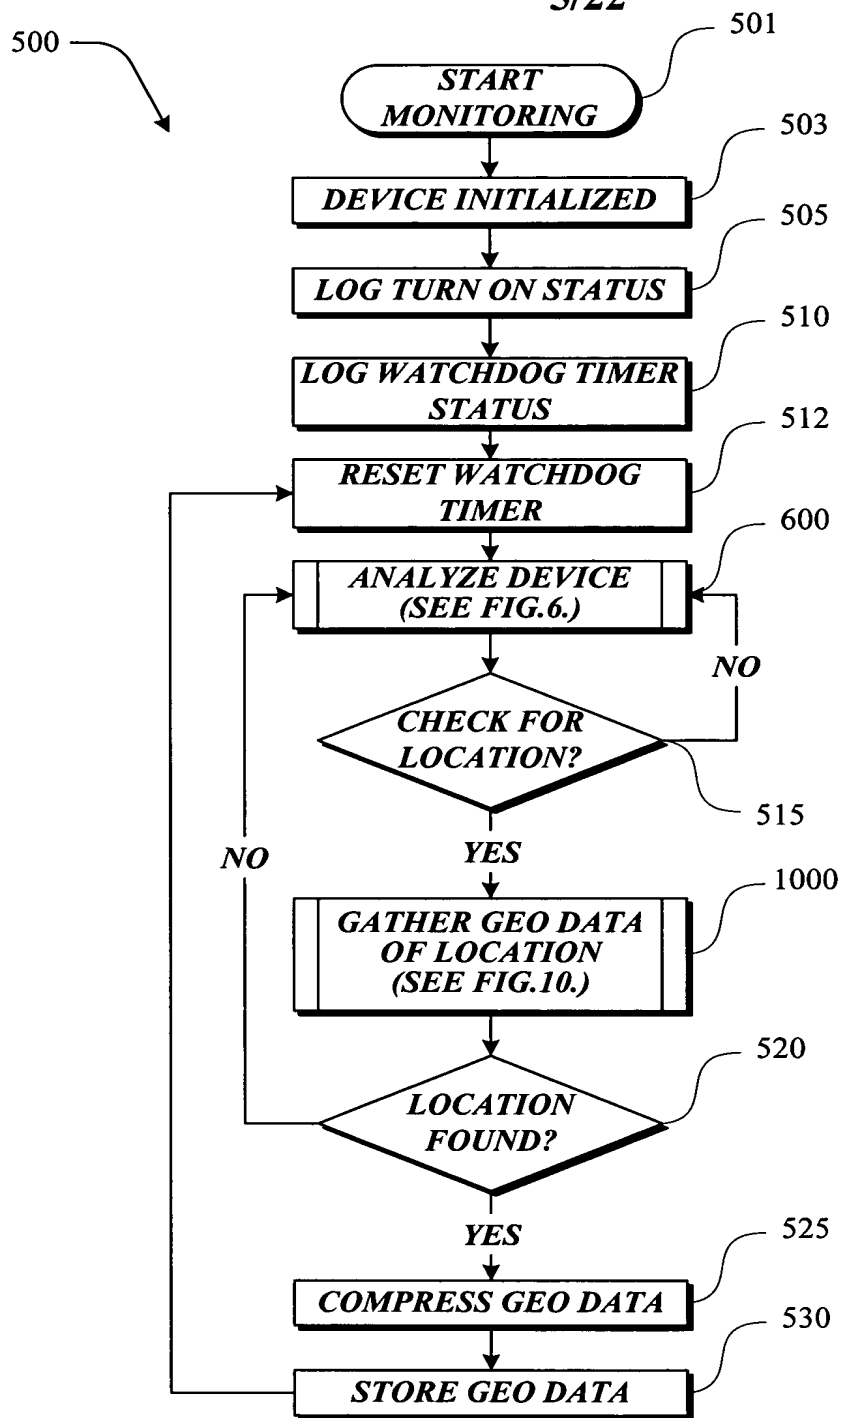 500
501
START
MONITORING
503
DEVICE INITIALIZED
505
LOG TURN ON STATUS
510
LOG WATCHDOG TIMER
STATUS
512
RESET WATCHDOG
TIMER
600
ANALYZE DEVICE
(SEE FIG.6.)
NO
CHECK FOR
LOCATION?
515
YES
NO
1000
GATHER GEO DATA
OF LOCATION
(SEE FIG.10.)
520
LOCATION
FOUND?
YES
525
COMPRESS GEO DATA
530
STORE GEO DATA